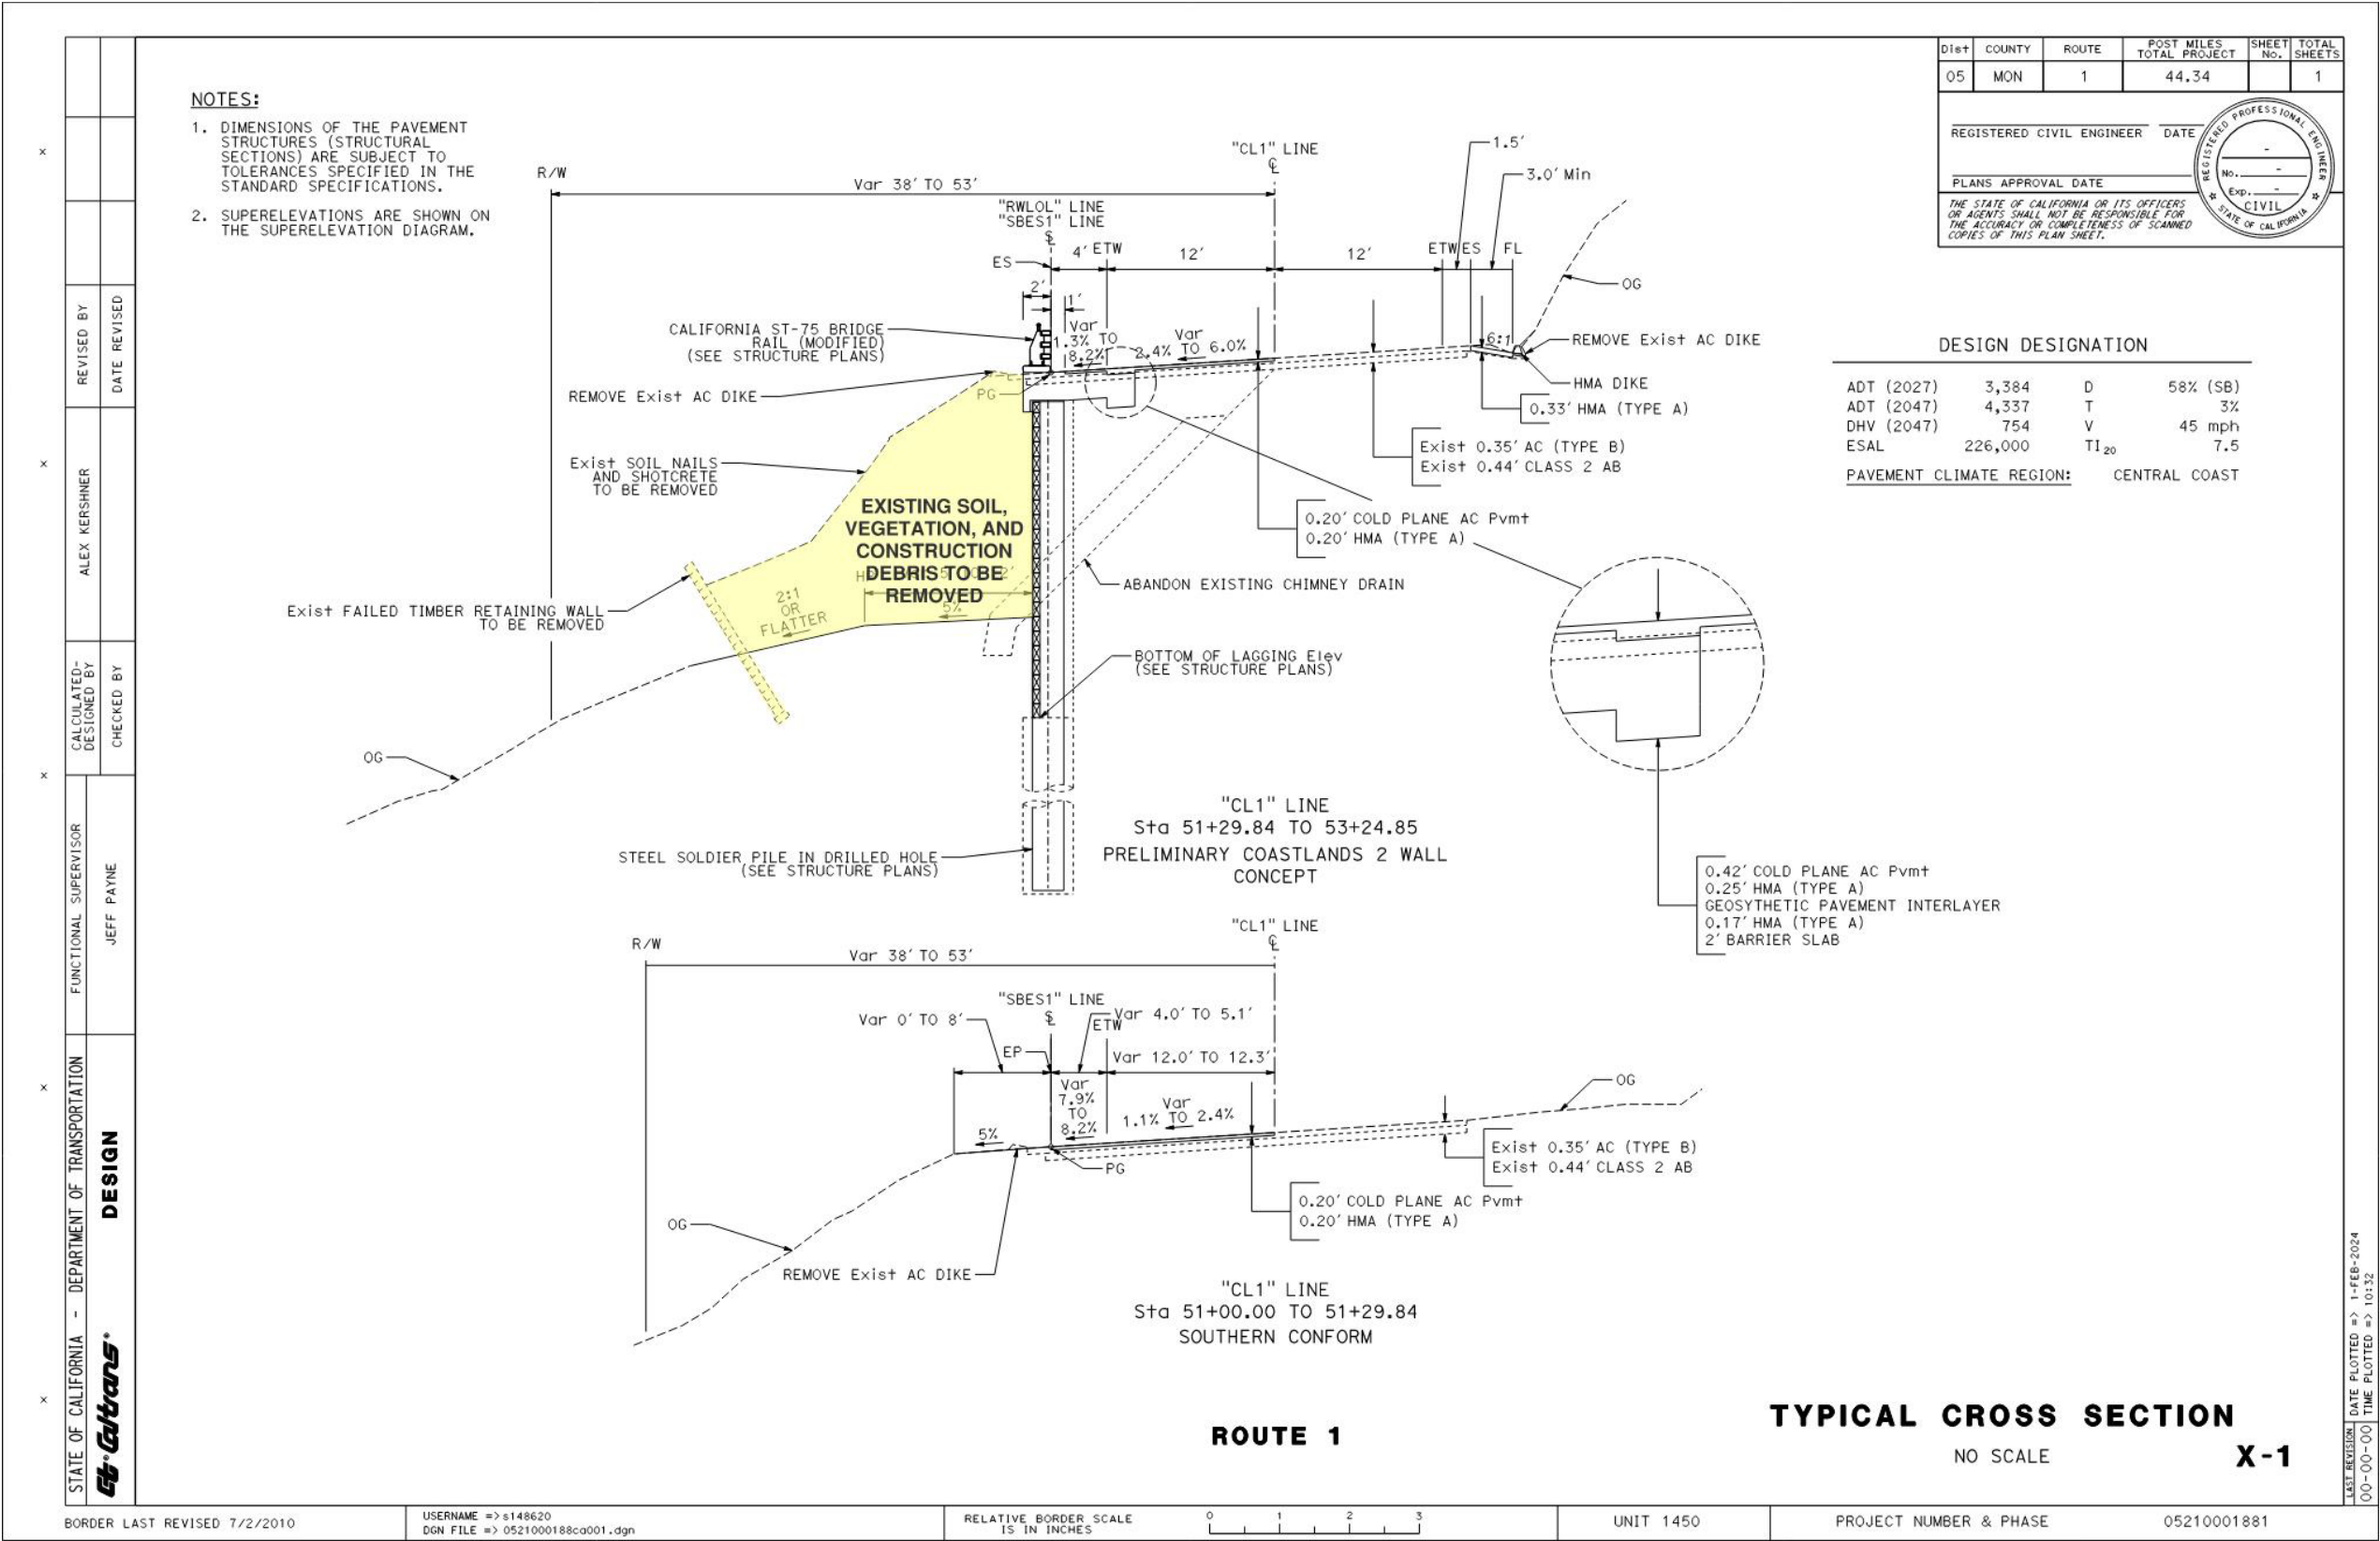 Dist COUNTY ROUTE POST MILES TOTAL PROJECT SHEET No. TOTAL SHEETS
05 MON 1 44.34 1
REGISTERED CIVIL ENGINEER DATE
PLANS APPROVAL DATE
THE STATE OF CALIFORNIA OR ITS OFFICERS
OR AGENTS SHALL NOT BE RESPONSIBLE FOR
THE ACCURACY OR COMPLETENESS OF SCANNED
COPIES OF THIS PLAN SHEET.
REGISTERED PROFESSIONAL ENGINEER
-
No. -
Exp. -
CIVIL
STATE OF CALIFORNIA
NOTES:
1. DIMENSIONS OF THE PAVEMENT
STRUCTURES (STRUCTURAL
SECTIONS) ARE SUBJECT TO
TOLERANCES SPECIFIED IN THE
STANDARD SPECIFICATIONS.
2. SUPERELEVATIONS ARE SHOWN ON
THE SUPERELEVATION DIAGRAM.
"CL1" LINE
℄
R/W
Var 38' TO 53'
1.5'
3.0' Min
"RWLOL" LINE
"SBES1" LINE
ES
4' ETW
12'
12'
ETW ES FL
OG
2'
1'
CALIFORNIA ST-75 BRIDGE
RAIL (MODIFIED)
(SEE STRUCTURE PLANS)
Var
1.3% TO
8.2%
Var
2.4% TO 6.0%
6:1
REMOVE Exist AC DIKE
REMOVE Exist AC DIKE
PG
HMA DIKE
0.33' HMA (TYPE A)
Exist 0.35' AC (TYPE B)
Exist 0.44' CLASS 2 AB
Exist SOIL NAILS
AND SHOTCRETE
TO BE REMOVED
EXISTING SOIL,
VEGETATION, AND
CONSTRUCTION
DEBRIS TO BE
REMOVED
0.20' COLD PLANE AC Pvmt
0.20' HMA (TYPE A)
ABANDON EXISTING CHIMNEY DRAIN
Exist FAILED TIMBER RETAINING WALL
TO BE REMOVED
2:1
OR
FLATTER
5%
BOTTOM OF LAGGING Elev
(SEE STRUCTURE PLANS)
OG
STEEL SOLDIER PILE IN DRILLED HOLE
(SEE STRUCTURE PLANS)
"CL1" LINE
Sta 51+29.84 TO 53+24.85
PRELIMINARY COASTLANDS 2 WALL
CONCEPT
0.42' COLD PLANE AC Pvmt
0.25' HMA (TYPE A)
GEOSYTHETIC PAVEMENT INTERLAYER
0.17' HMA (TYPE A)
2' BARRIER SLAB
DESIGN DESIGNATION
ADT (2027) 3,384 D 58% (SB)
ADT (2047) 4,337 T 3%
DHV (2047) 754 V 45 mph
ESAL 226,000 TI20 7.5
PAVEMENT CLIMATE REGION: CENTRAL COAST
"CL1" LINE
℄
R/W
Var 38' TO 53'
"SBES1" LINE
Var 0' TO 8'
ETW
Var 4.0' TO 5.1'
EP
Var 12.0' TO 12.3'
Var
7.9%
TO
8.2%
Var
1.1% TO 2.4%
5%
PG
OG
Exist 0.35' AC (TYPE B)
Exist 0.44' CLASS 2 AB
0.20' COLD PLANE AC Pvmt
0.20' HMA (TYPE A)
OG
REMOVE Exist AC DIKE
"CL1" LINE
Sta 51+00.00 TO 51+29.84
SOUTHERN CONFORM
ROUTE 1
TYPICAL CROSS SECTION
NO SCALE
X-1
REVISED BY
DATE REVISED
ALEX KERSHNER
CALCULATED-
DESIGNED BY
CHECKED BY
FUNCTIONAL SUPERVISOR
JEFF PAYNE
STATE OF CALIFORNIA - DEPARTMENT OF TRANSPORTATION
DESIGN
Caltrans
LAST REVISION
00-00-00
DATE PLOTTED => 1-FEB-2024
TIME PLOTTED => 10:32
BORDER LAST REVISED 7/2/2010
USERNAME => s148620
DGN FILE => 0521000188ca001.dgn
RELATIVE BORDER SCALE
IS IN INCHES
0 1 2 3
UNIT 1450
PROJECT NUMBER & PHASE
05210001881